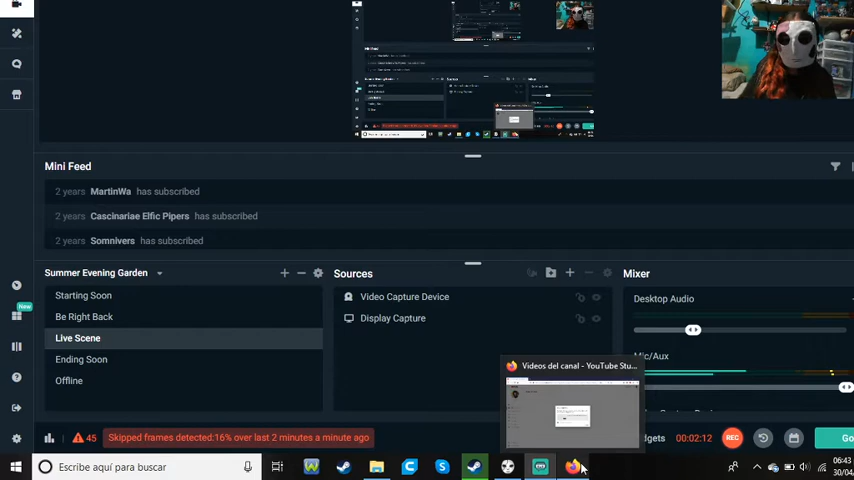 Mini Feed
2 years MartinWa has subscribed
2 years Cascinariae Elfic Pipers has subscribed
2 years Somnivers has subscribed
Summer Evening Garden
Starting Soon
Be Right Back
Live Scene
Ending Soon
Offline
Sources
Video Capture Device
Display Capture
Mixer
Desktop Audio
Mic/Aux
New
Videos del canal - YouTube Stu...
45
Skipped frames detected:16% over last 2 minutes a minute ago
00:02:12
REC
Go
Escribe aquí para buscar
06:43
30/04